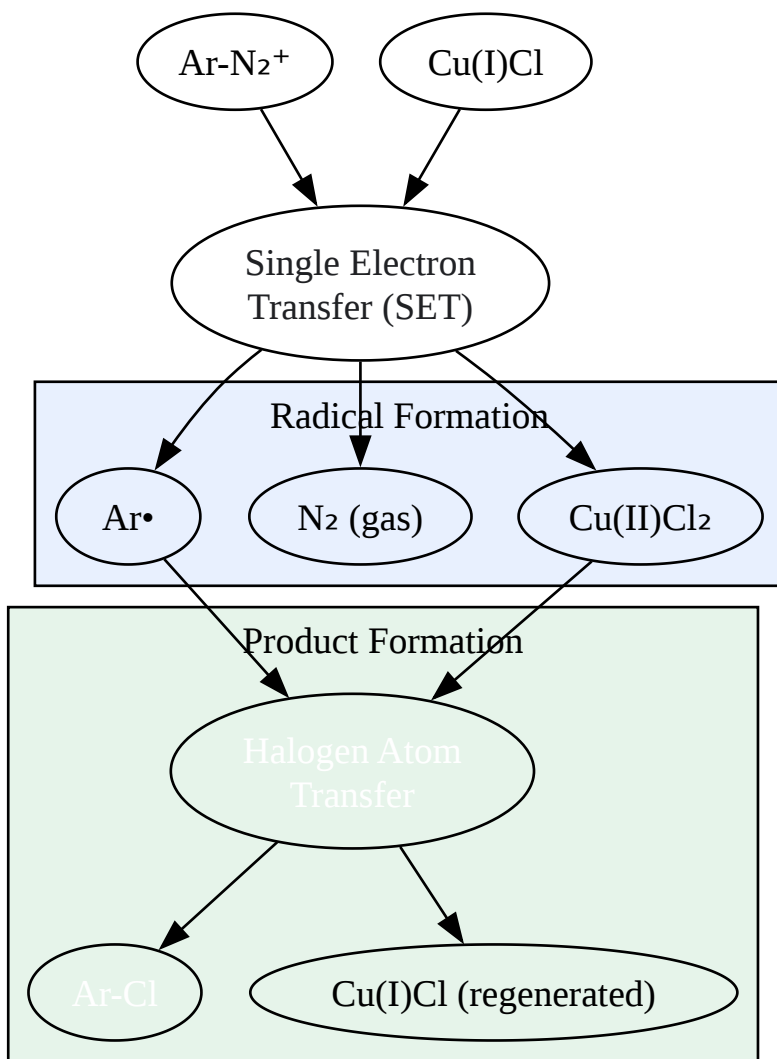 Ar-N₂⁺
Cu(I)Cl
Single Electron
Transfer (SET)
Radical Formation
Ar•
N₂ (gas)
Cu(II)Cl₂
Product Formation
Halogen Atom
Transfer
Ar-Cl
Cu(I)Cl (regenerated)